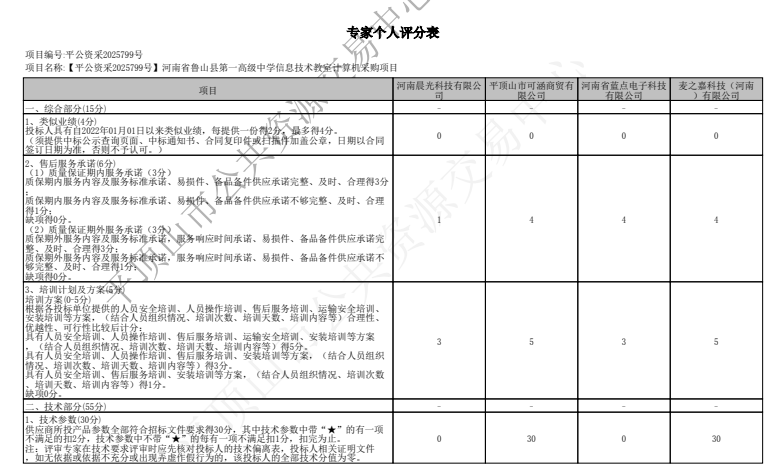 专家个人评分表
项目编号:平公资采2025799号
项目名称:【平公资采2025799号】河南省鲁山县第一高级中学信息技术教室计算机采购项目
项目 河南晨光科技有限公 平顶山市可涵商贸有 河南省蓝点电子科技 麦之嘉科技（河南
司 限公司 有限公司 ）有限公司
一、综合部分(15分) - - - -
1、类似业绩(4分)
投标人具有自2022年01月01日以来类似业绩，每提供一份得2分，最多得4分。
（须提供中标公示查询页面、中标通知书、合同复印件或扫描件加盖公章，日期以合同
签订日期为准，否则不予认可。） 0 0 0 0
2、售后服务承诺(6分)
（1）质量保证期内服务承诺（3分）
质保期内服务内容及服务标准承诺、易损件、备品备件供应承诺完整、及时、合理得3分
；
质保期内服务内容及服务标准承诺、易损件、备品备件供应承诺不够完整、及时、合理
得1分；
缺项得0分。 1 4 4 4
（2）质量保证期外服务承诺（3分）
质保期外服务内容及服务标准承诺，服务响应时间承诺、易损件、备品备件供应承诺完
整、及时、合理得3分；
质保期外服务内容及服务标准承诺，服务响应时间承诺、易损件、备品备件供应承诺不
够完整、及时、合理得1分；
缺项得0分。
3、培训计划及方案(5分)
培训方案(0-5分)
根据各投标单位提供的人员安全培训、人员操作培训、售后服务培训、运输安全培训、
安装培训等方案，（结合人员组织情况、培训次数、培训天数、培训内容等）合理性、
优越性、可行性比较后计分：
具有人员安全培训、人员操作培训、售后服务培训、运输安全培训、安装培训等方案
，（结合人员组织情况、培训次数、培训天数、培训内容等）得5分。 3 5 3 5
具有人员安全培训、人员操作培训、售后服务培训、安装培训等方案，（结合人员组织
情况、培训次数、培训天数、培训内容等）得3分。
具有人员安全培训、售后服务培训、安装培训等方案，（结合人员组织情况、培训次数
、培训天数、培训内容等）得1分。
缺项0分。
二、技术部分(55分) - - - -
1、技术参数(30分)
供应商所投产品参数全部符合招标文件要求得30分，其中技术参数中带“★”的有一项
不满足的扣2分，技术参数中不带“★”的每有一项不满足扣1分，扣完为止。
注：评审专家在技术要求评审时应先核对投标人的技术偏离表，投标人相关证明文件
，如无依据或依据不充分或出现弄虚作假行为的，该投标人的全部技术分值为零。 0 30 0 30
平顶山市公共资源交易中心
平顶山市公共资源交易中心